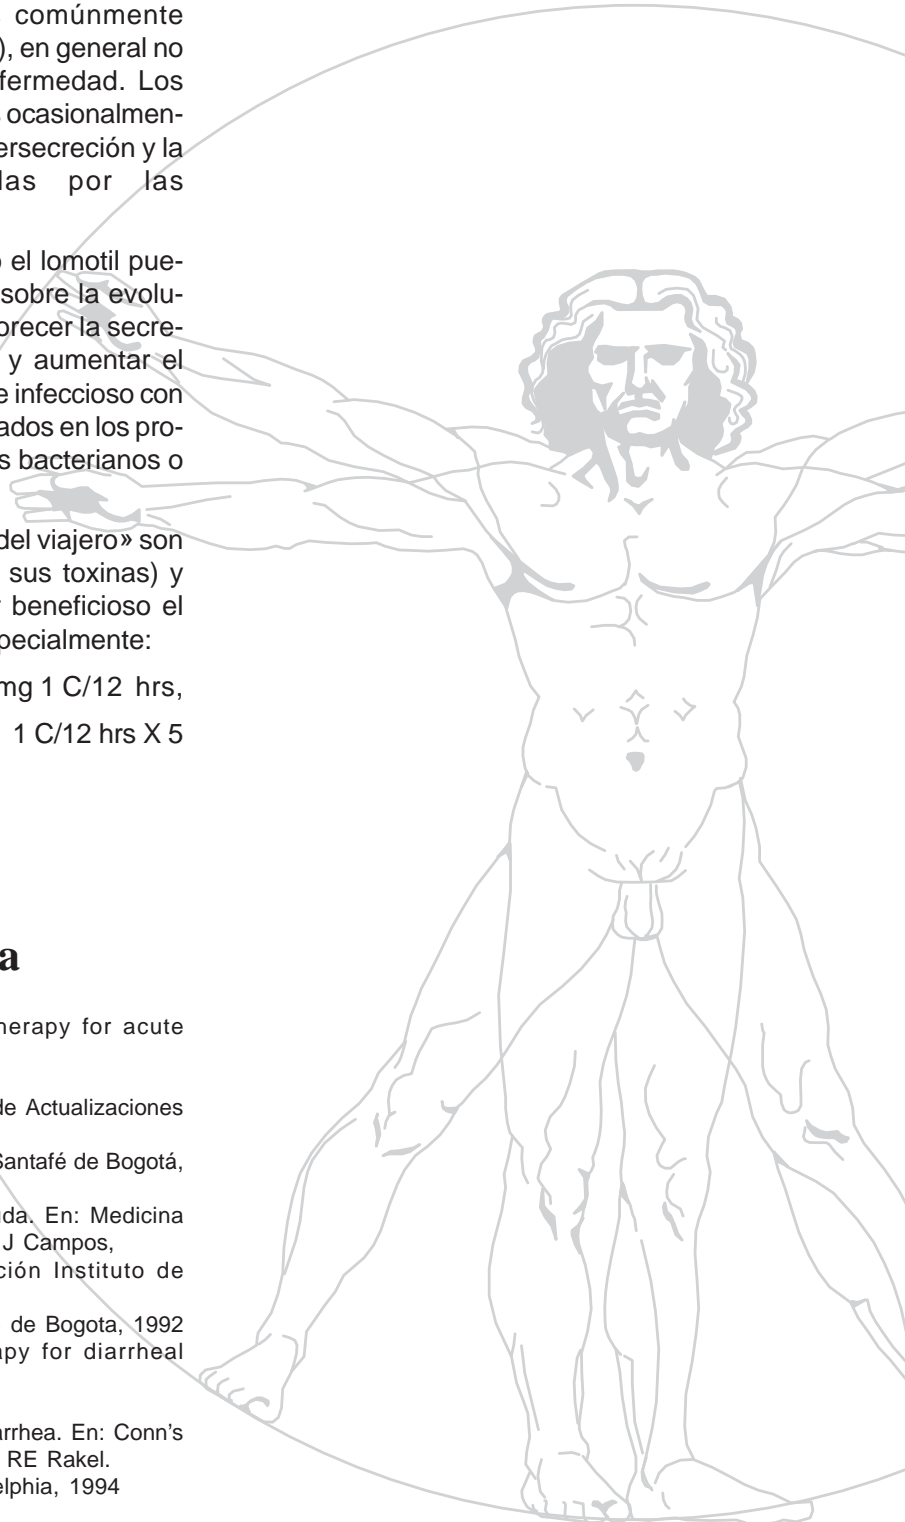 comúnmente
), en general no
fermedad. Los
ocasionalmen-
ersecreción y la
las por las
el lomotil pue-
sobre la evolu-
orecer la secre-
y aumentar el
e infeccioso con
ados en los pro-
s bacterianos o
del viajero» son
sus toxinas) y
beneficioso el
pecialmente:
mg 1 C/12 hrs,
1 C/12 hrs X 5
a
herapy for acute
de Actualizaciones
Santafé de Bogotá,
da. En: Medicina
J Campos,
ción Instituto de
de Bogota, 1992
apy for diarrheal
arrhea. En: Conn's
RE Rakel.
elphia, 1994